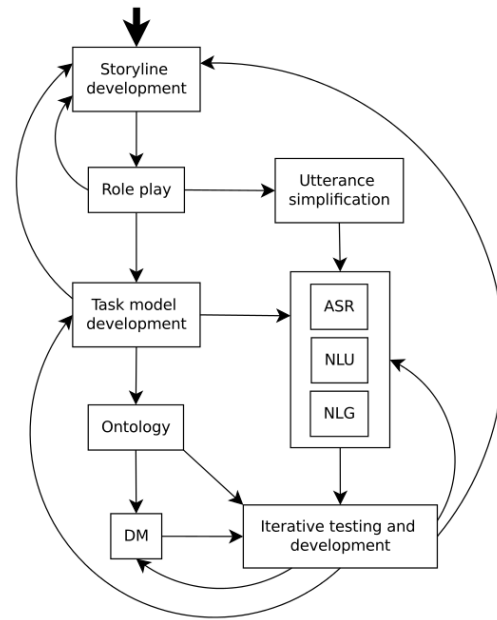 Storyline
development
Role play
Utterance
simplification
Task model
development
ASR
NLU
NLG
Ontology
DM
Iterative testing and
development